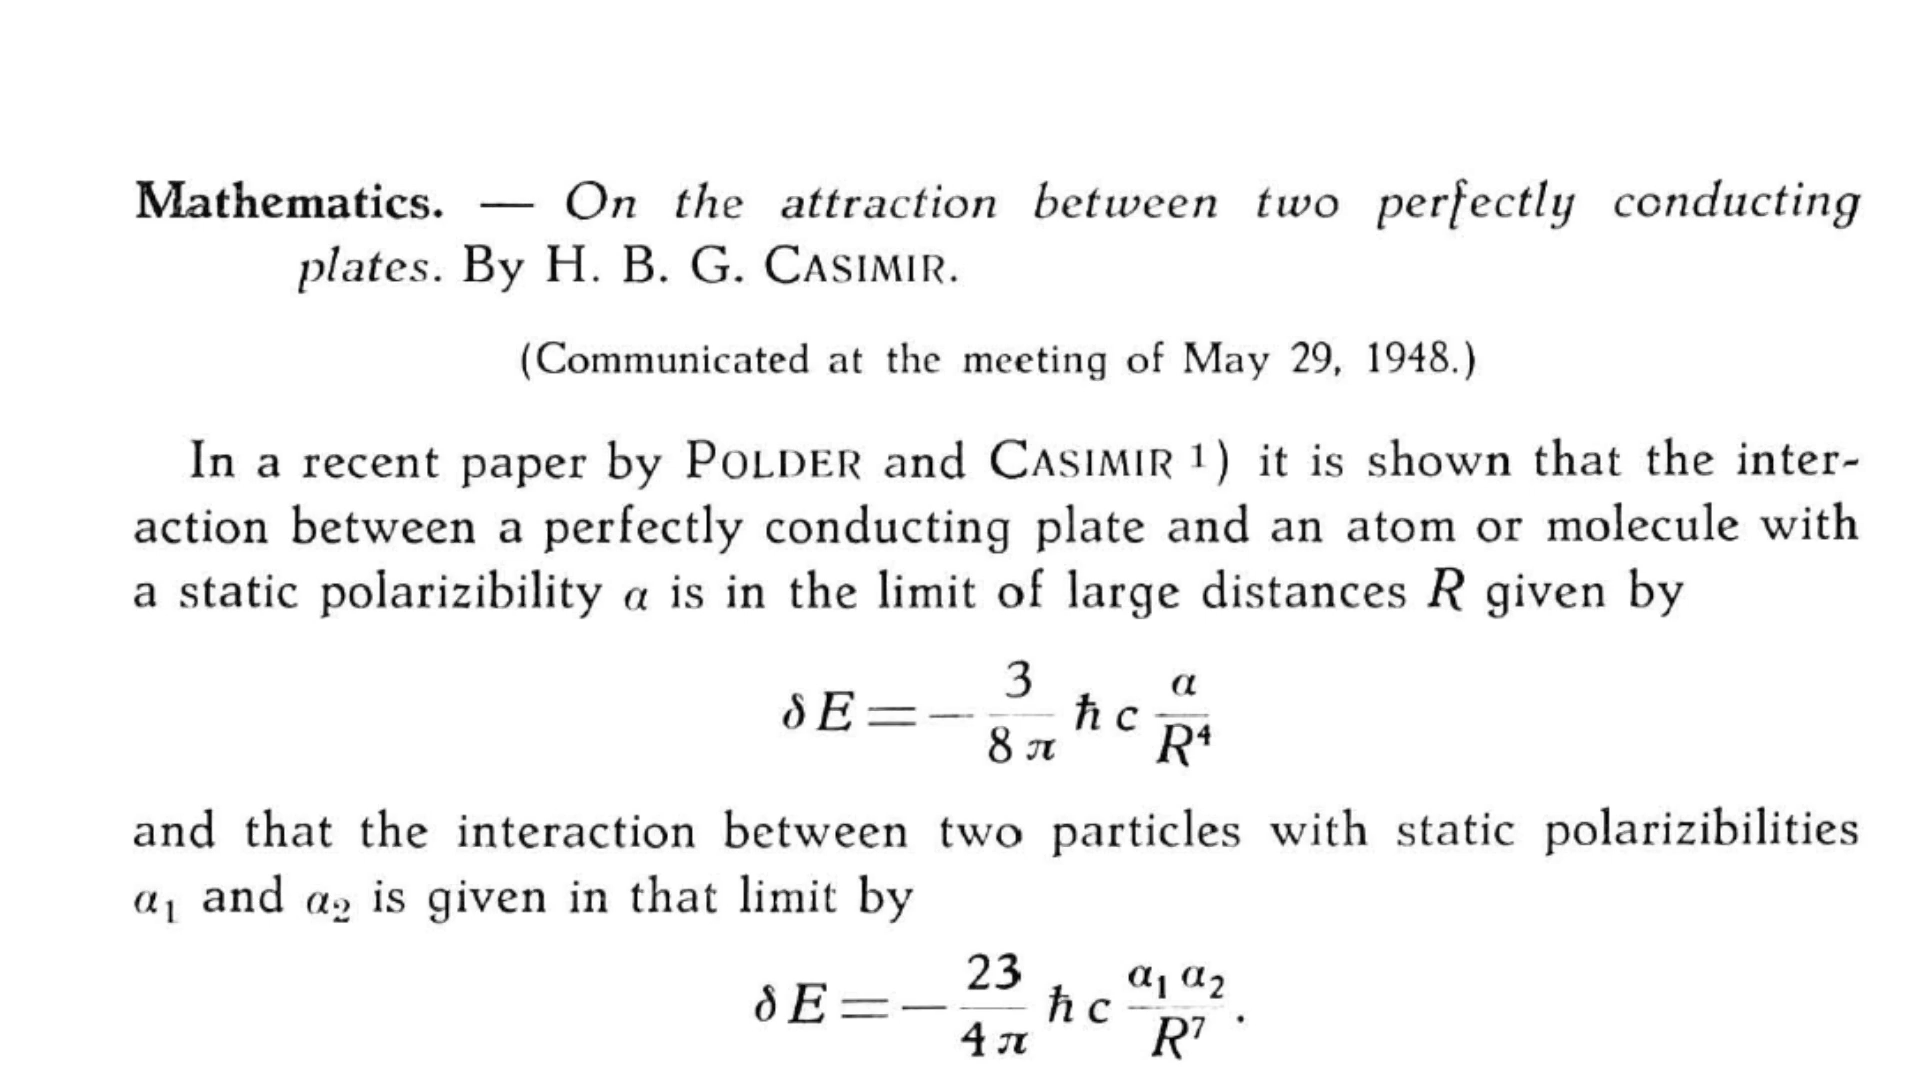 Mathematics. — On the attraction between two perfectly conducting
plates. By H. B. G. CASIMIR.
(Communicated at the meeting of May 29, 1948.)
In a recent paper by POLDER and CASIMIR ¹) it is shown that the inter-
action between a perfectly conducting plate and an atom or molecule with
a static polarizibility α is in the limit of large distances R given by
δ E = − 3/(8 π) ħ c α/R⁴
and that the interaction between two particles with static polarizibilities
α₁ and α₂ is given in that limit by
δ E = − 23/(4 π) ħ c α₁ α₂/R⁷ .